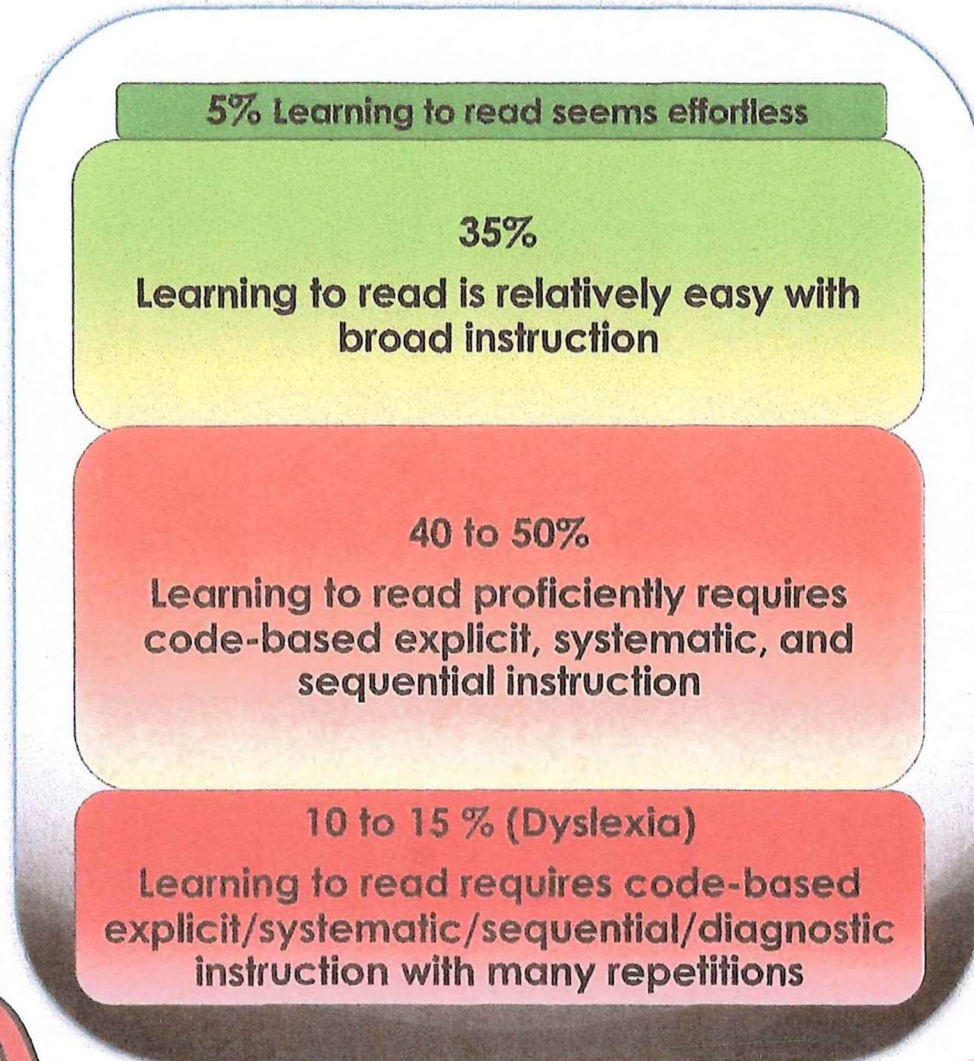 5% Learning to read seems effortless
35%
Learning to read is relatively easy with
broad instruction
40 to 50%
Learning to read proficiently requires
code-based explicit, systematic, and
sequential instruction
10 to 15 % (Dyslexia)
Learning to read requires code-based
explicit/systematic/sequential/diagnostic
instruction with many repetitions